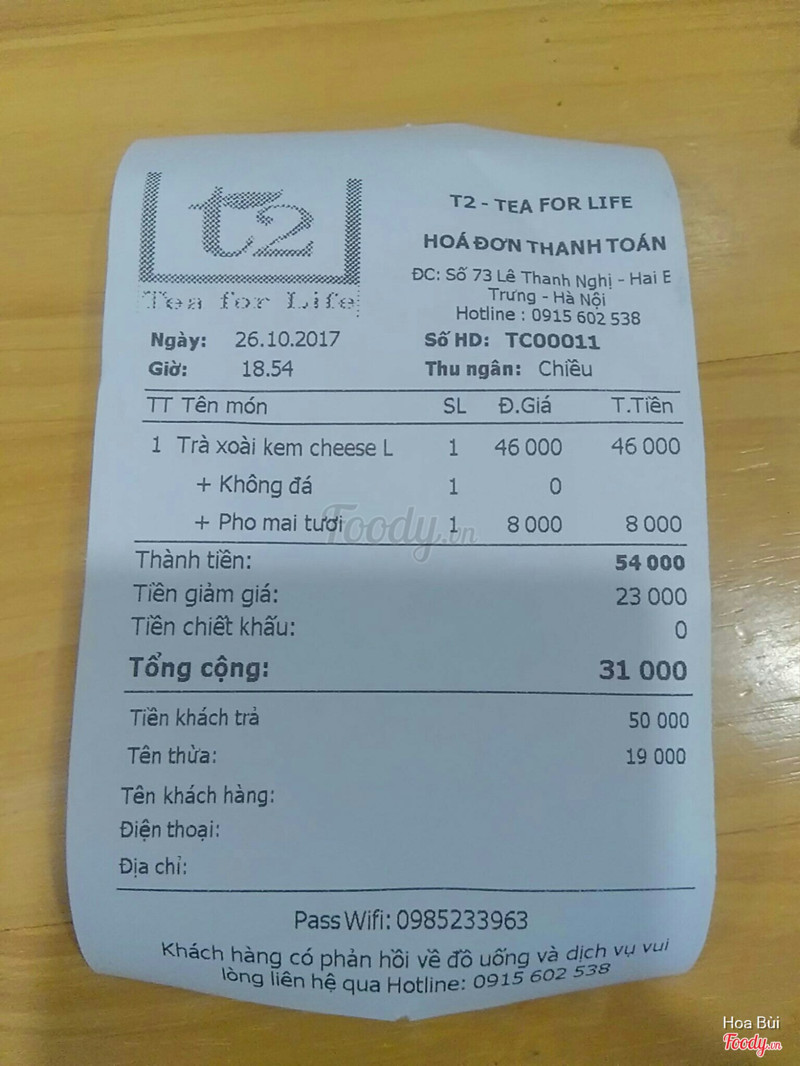 t2
Tea for Life
T2 - TEA FOR LIFE
HOÁ ĐƠN THANH TOÁN
ĐC: Số 73 Lê Thanh Nghị - Hai B
Trưng - Hà Nội
Hotline : 0915 602 538
Ngày: 26.10.2017 Số HD: TC00011
Giờ: 18.54 Thu ngân: Chiều
TT Tên món SL Đ.Giá T.Tiền
1 Trà xoài kem cheese L 1 46 000 46 000
+ Không đá 1 0
+ Pho mai tươi 1 8 000 8 000
Thành tiền: 54 000
Tiền giảm giá: 23 000
Tiền chiết khấu: 0
Tổng cộng: 31 000
Tiền khách trả 50 000
Tên thừa: 19 000
Tên khách hàng:
Điện thoại:
Địa chỉ:
Pass Wifi: 0985233963
Khách hàng có phản hồi về đồ uống và dịch vụ vui
lòng liên hệ qua Hotline: 0915 602 538
Foody.vn
Hoa Bùi
Foody.vn